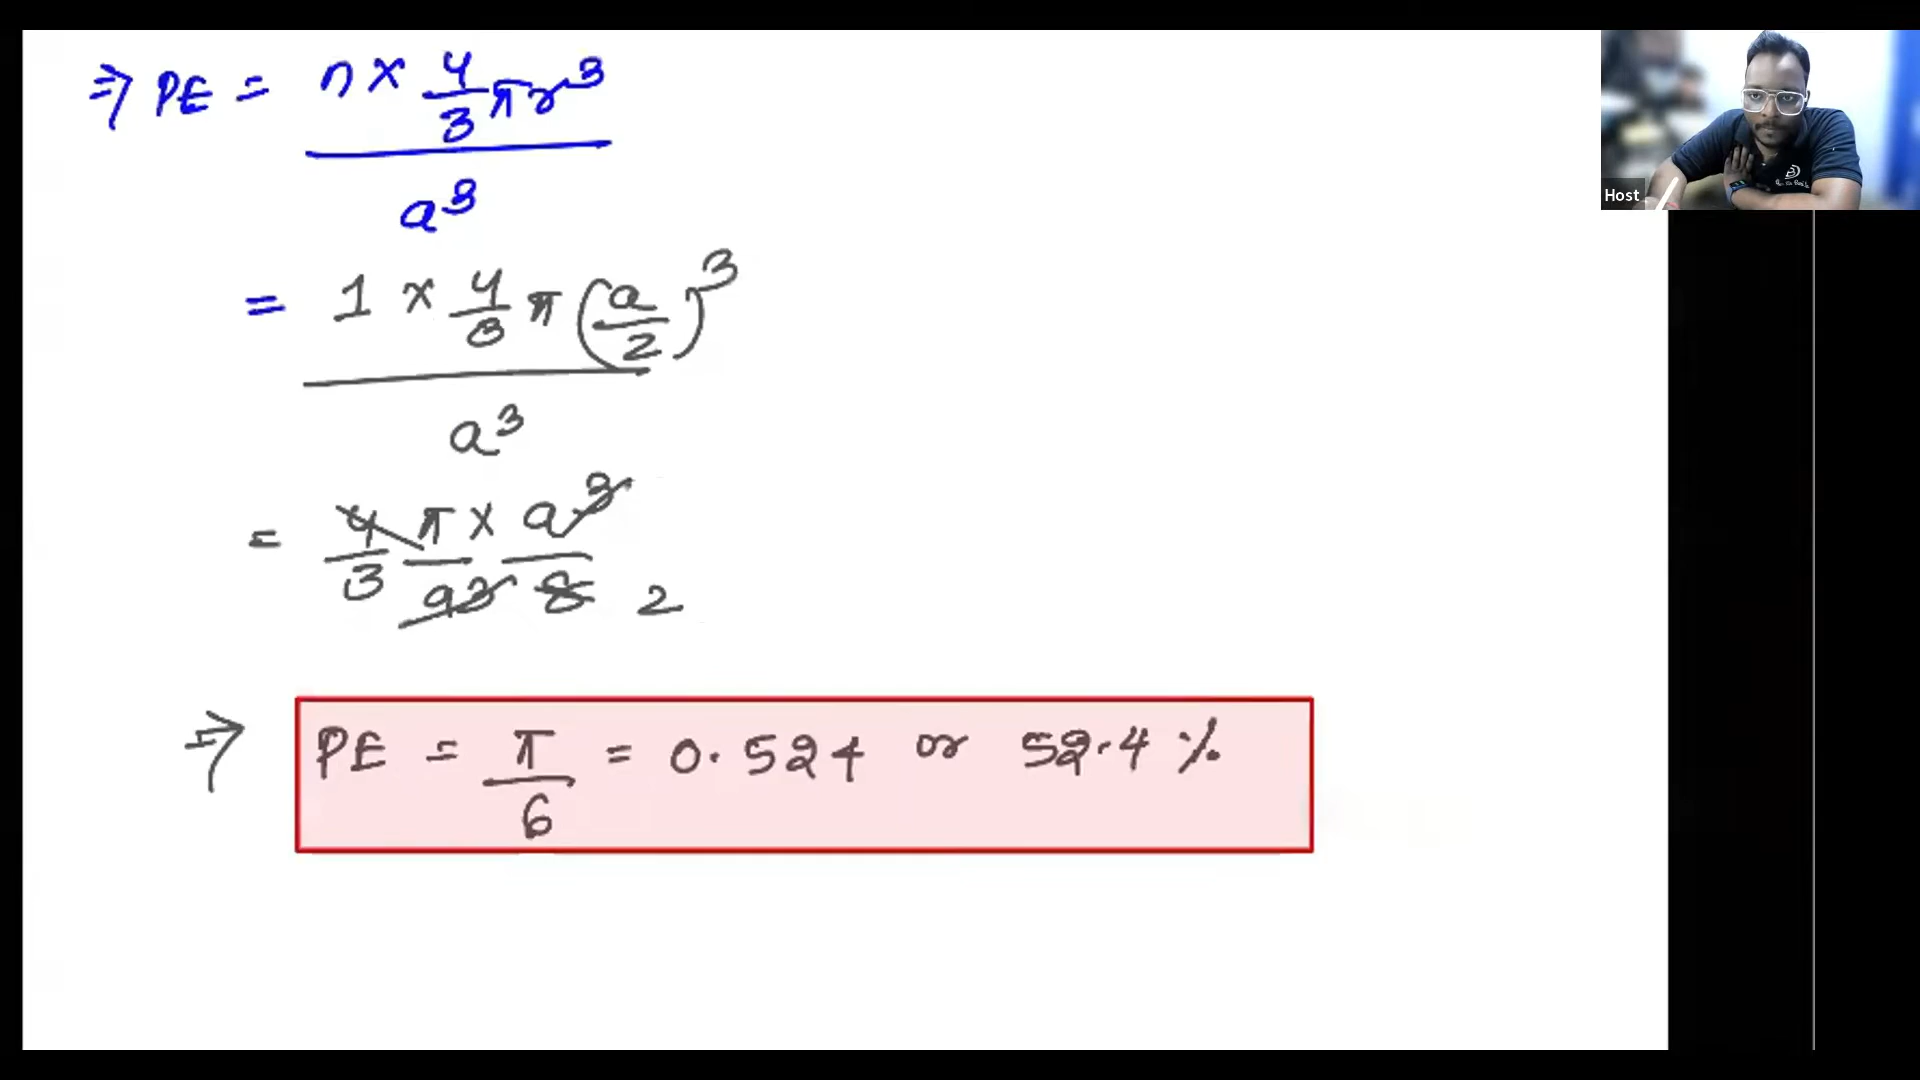 ⇒ PE = n × 4/3 πr³ / a³
= 1 × 4/3 π (a/2)³ / a³
= 4/3 π/a³ × a³/8 2
⇒ PE = π/6 = 0.524 or 52.4 %
Host